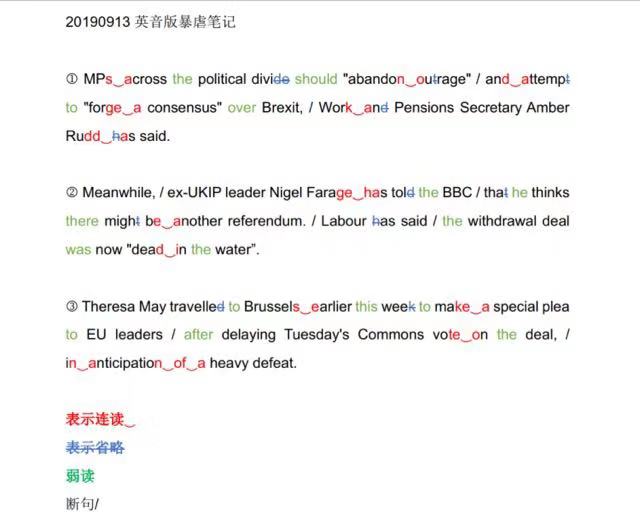 20190913 英音版暴虐笔记
① MPs‿across the political divide should "abandon‿outrage" / and‿attempt
to "forge‿a consensus" over Brexit, / Work‿and Pensions Secretary Amber
Rudd‿has said.
② Meanwhile, / ex-UKIP leader Nigel Farage‿has told the BBC / that he thinks
there might be‿another referendum. / Labour has said / the withdrawal deal
was now "dead‿in the water”.
③ Theresa May travelled to Brussels‿earlier this week to make‿a special plea
to EU leaders / after delaying Tuesday's Commons vote‿on the deal, /
in‿anticipation‿of‿a heavy defeat.
表示连读‿
表示省略
弱读
断句/